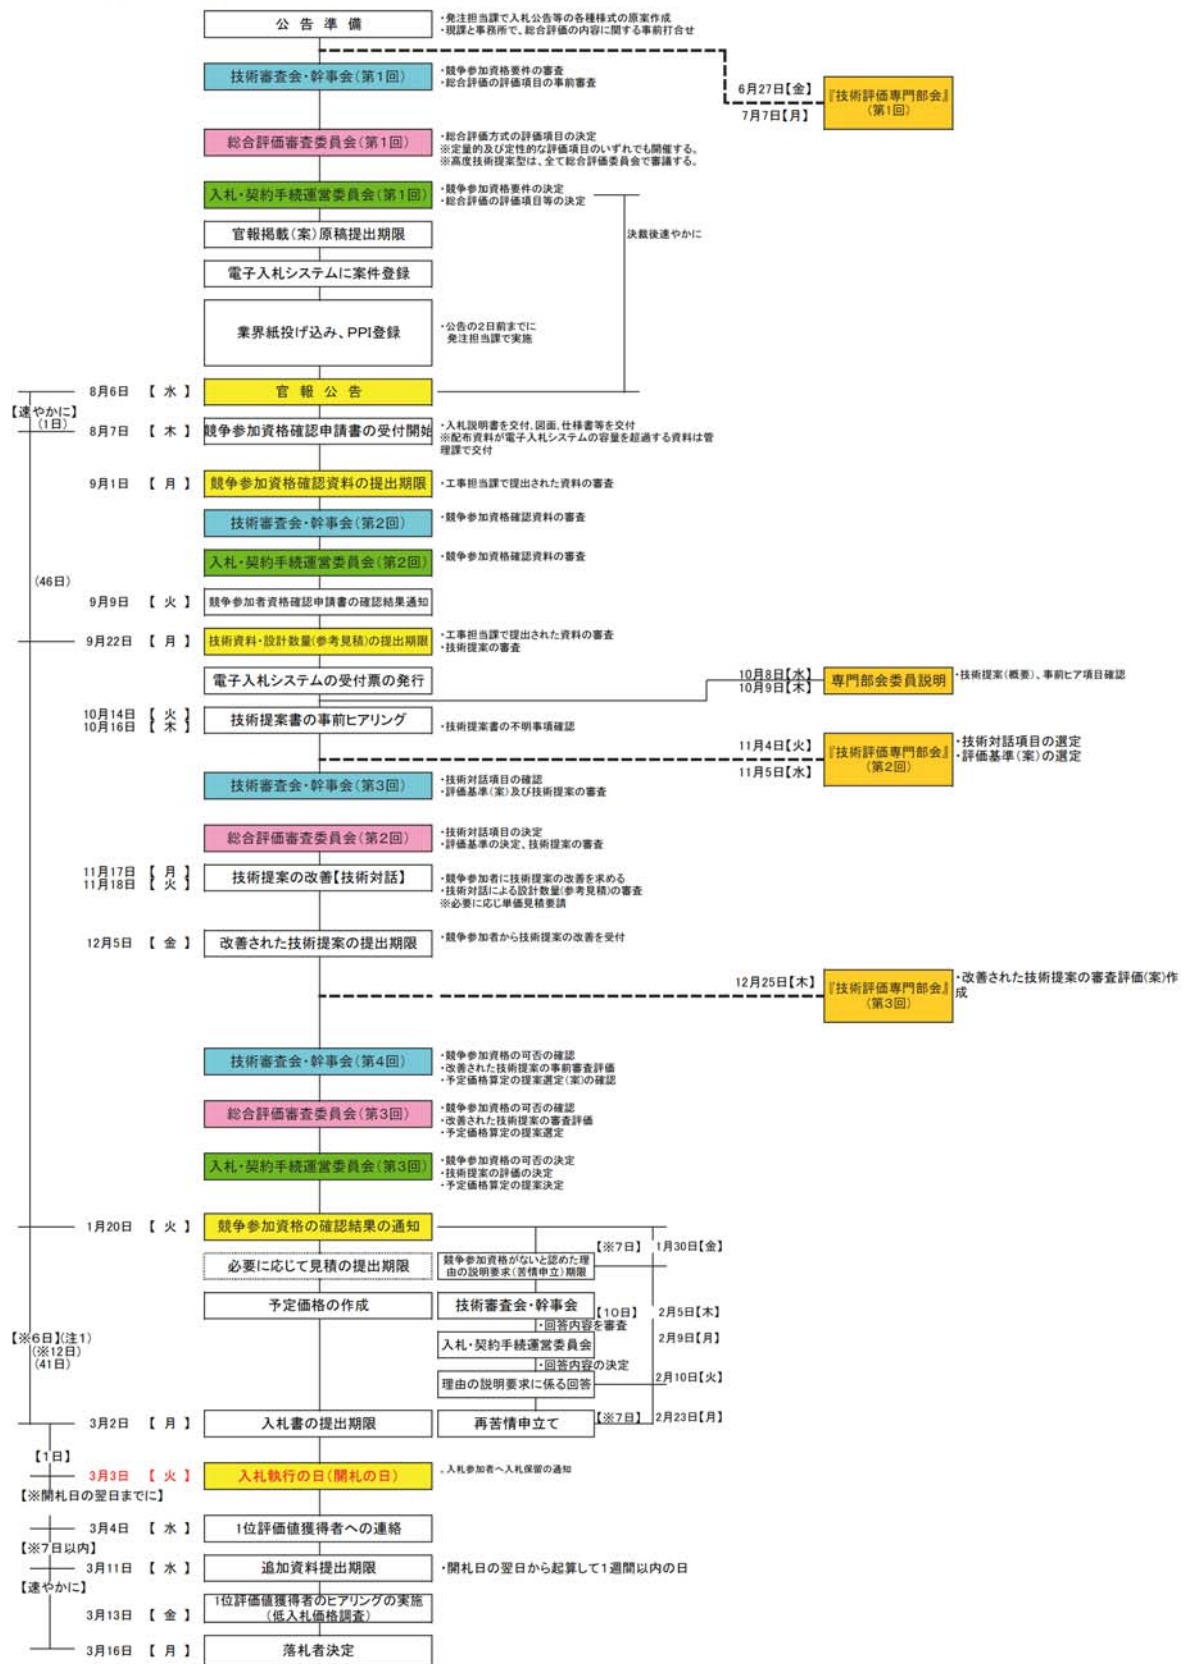 公 告 準 備
・発注担当課で入札公告等の各種様式の原案作成
・現課と事務所で、総合評価の内容に関する事前打合せ
技術審査会・幹事会(第1回)
・競争参加資格要件の審査
・総合評価の評価項目の事前審査
6月27日【金】
7月7日【月】
『技術評価専門部会』
(第1回)
総合評価審査委員会(第1回)
・総合評価方式の評価項目の決定
※定量的及び定性的な評価項目のいずれでも開催する。
※高度技術提案型は、全て総合評価委員会で審議する。
入札・契約手続運営委員会(第1回)
・競争参加資格要件の決定
・総合評価の評価項目等の決定
官報掲載(案)原稿提出期限
決裁後速やかに
電子入札システムに案件登録
業界紙投げ込み、PPI登録
・公告の2日前までに
発注担当課で実施
8月6日 【 水 】
官 報 公 告
【速やかに】
(1日)
8月7日 【 木 】
競争参加資格確認申請書の受付開始
・入札説明書を交付、図面、仕様書等を交付
※配布資料が電子入札システムの容量を超過する資料は管
理課で交付
9月1日 【 月 】
競争参加資格確認資料の提出期限
・工事担当課で提出された資料の審査
技術審査会・幹事会(第2回)
・競争参加資格確認資料の審査
入札・契約手続運営委員会(第2回)
・競争参加資格確認資料の審査
(46日)
9月9日 【 火 】
競争参加者資格確認申請書の確認結果通知
9月22日 【 月 】
技術資料・設計数量(参考見積)の提出期限
・工事担当課で提出された資料の審査
・技術提案の審査
電子入札システムの受付票の発行
10月8日【水】
10月9日【木】
専門部会委員説明
・技術提案(概要)、事前ヒア項目確認
10月14日 【 火 】
10月16日 【 木 】
技術提案書の事前ヒアリング
・技術提案書の不明事項確認
11月4日【火】
11月5日【水】
『技術評価専門部会』
(第2回)
・技術対話項目の選定
・評価基準(案)の選定
技術審査会・幹事会(第3回)
・技術対話項目の確認
・評価基準(案)及び技術提案の審査
総合評価審査委員会(第2回)
・技術対話項目の決定
・評価基準の決定、技術提案の審査
11月17日 【 月 】
11月18日 【 火 】
技術提案の改善【技術対話】
・競争参加者に技術提案の改善を求める
・技術対話による設計数量(参考見積)の審査
※必要に応じ単価見積要請
12月5日 【 金 】
改善された技術提案の提出期限
・競争参加者から技術提案の改善を受付
12月25日【木】
『技術評価専門部会』
(第3回)
・改善された技術提案の審査評価(案)作
成
技術審査会・幹事会(第4回)
・競争参加資格の可否の確認
・改善された技術提案の事前審査評価
・予定価格算定の提案選定(案)の確認
総合評価審査委員会(第3回)
・競争参加資格の可否の確認
・改善された技術提案の審査評価
・予定価格算定の提案選定
入札・契約手続運営委員会(第3回)
・競争参加資格の可否の決定
・技術提案の評価の決定
・予定価格算定の提案決定
1月20日 【 火 】
競争参加資格の確認結果の通知
【※7日】 1月30日【金】
必要に応じて見積の提出期限
競争参加資格がないと認めた理
由の説明要求(苦情申立)期限
予定価格の作成
技術審査会・幹事会
【10日】 2月5日【木】
・回答内容を審査
【※6日】(注1)
(※12日)
(41日)
入札・契約手続運営委員会
2月9日【月】
・回答内容の決定
理由の説明要求に係る回答
2月10日【火】
3月2日 【 月 】
入札書の提出期限
再苦情申立て
【※7日】 2月23日【月】
【1日】
3月3日 【 火 】
入札執行の日(開札の日)
・入札参加者へ入札保留の通知
【※開札日の翌日までに】
3月4日 【 水 】
1位評価値獲得者への連絡
【※7日以内】
3月11日 【 水 】
追加資料提出期限
・開札日の翌日から起算して1週間以内の日
【速やかに】
3月13日 【 金 】
1位評価値獲得者のヒアリングの実施
(低入札価格調査)
3月16日 【 月 】
落札者決定